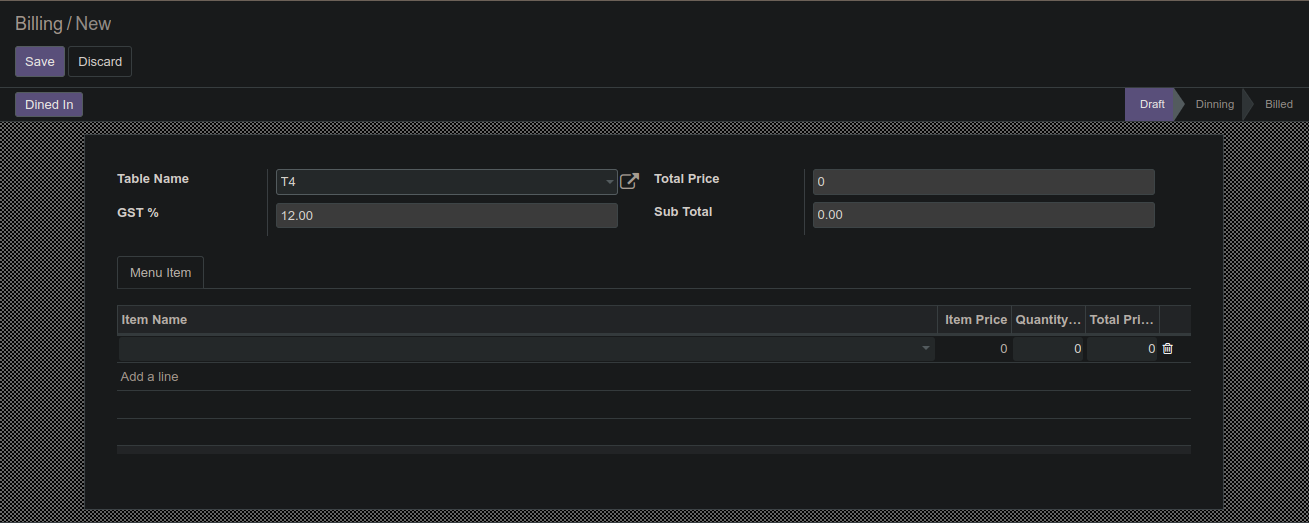 Billing / New
Save Discard
Dined In Draft Dinning Billed
Table Name T4 Total Price 0
GST % 12.00 Sub Total 0.00
Menu Item
Item Name Item Price Quantity... Total Pri...
0 0 0
Add a line